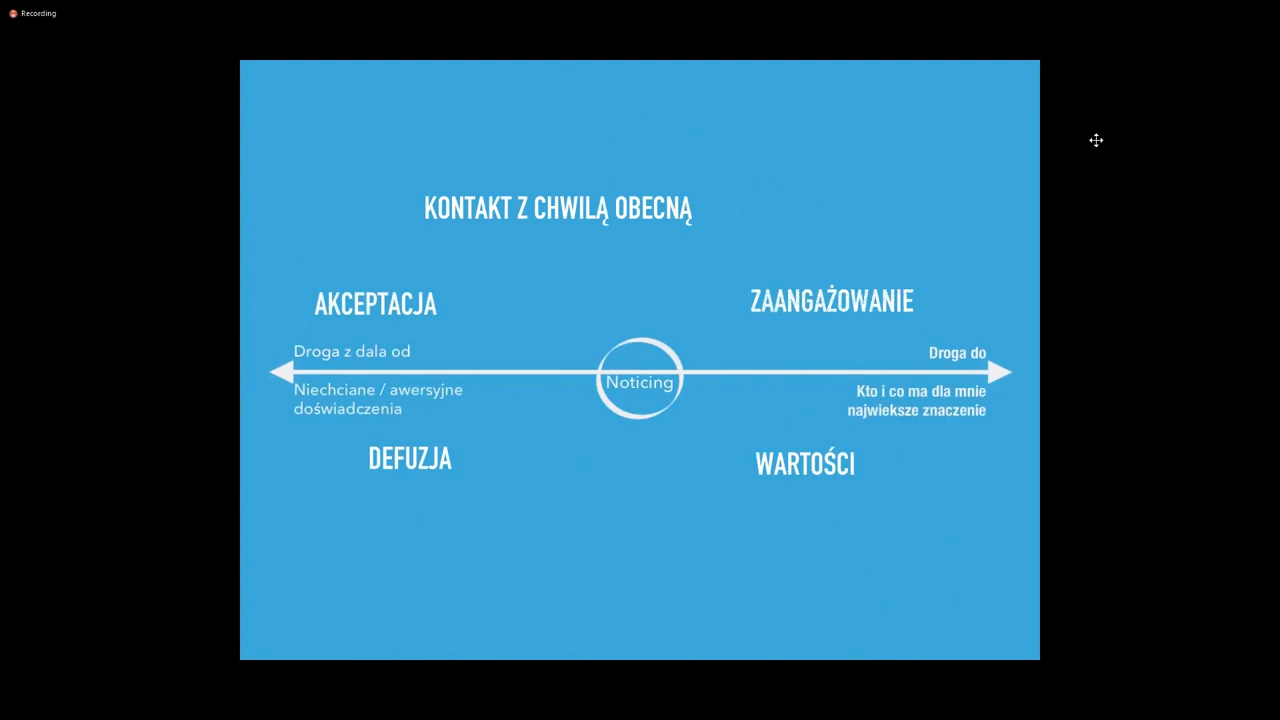 Recording
KONTAKT Z CHWILĄ OBECNĄ
AKCEPTACJA
ZAANGAŻOWANIE
Droga z dala od
Droga do
Noticing
Niechciane / awersyjne
doświadczenia
Kto i co ma dla mnie
najwieksze znaczenie
DEFUZJA
WARTOŚCI